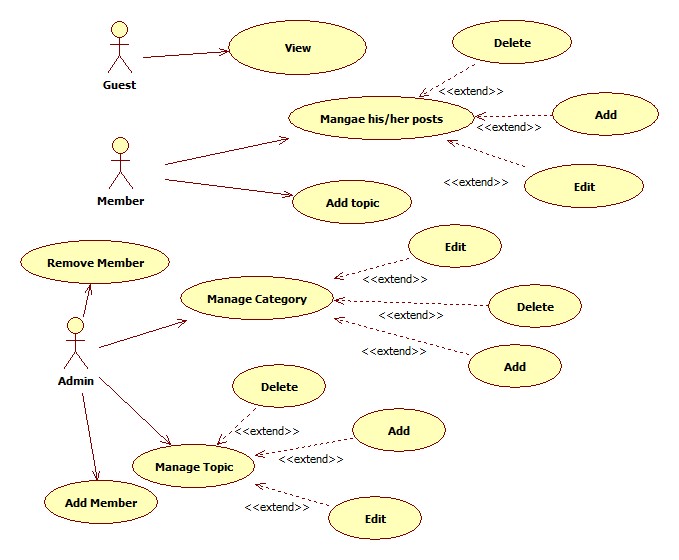 Delete
View
<<extend>>
Guest
Add
Mangae his/her posts
<<extend>>
<<extend>>
Edit
Member
Add topic
Edit
Remove Member
<<extend>>
Manage Category
Delete
<<extend>>
<<extend>>
Add
Admin
Delete
Add
<<extend>>
<<extend>>
Manage Topic
Add Member
<<extend>>
Edit